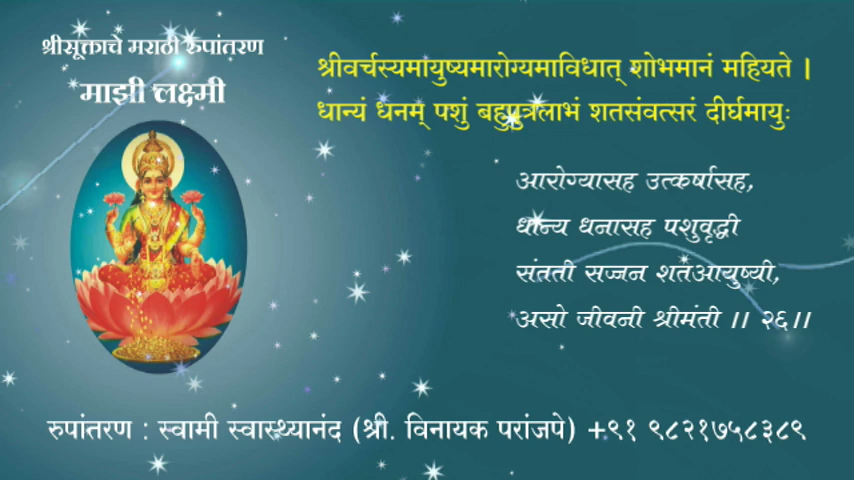 श्रीसूक्ताचे मराठी रुपांतरण
माझी लक्ष्मी
श्रीवर्चस्यमायुष्यमारोग्यमाविधात् शोभमानं महियते ।
धान्यं धनम् पशुं बहुपुत्रलाभं शतसंवत्सरं दीर्घमायुः
आरोग्यासह उत्कर्षासह,
धान्य धनासह पशुवृद्धी
संतती सज्जन शतआयुष्यी,
असो जीवनी श्रीमंती ।। २६।।
रुपांतरण : स्वामी स्वास्थ्यानंद (श्री. विनायक परांजपे) +९१ ९८२१७५८३८९